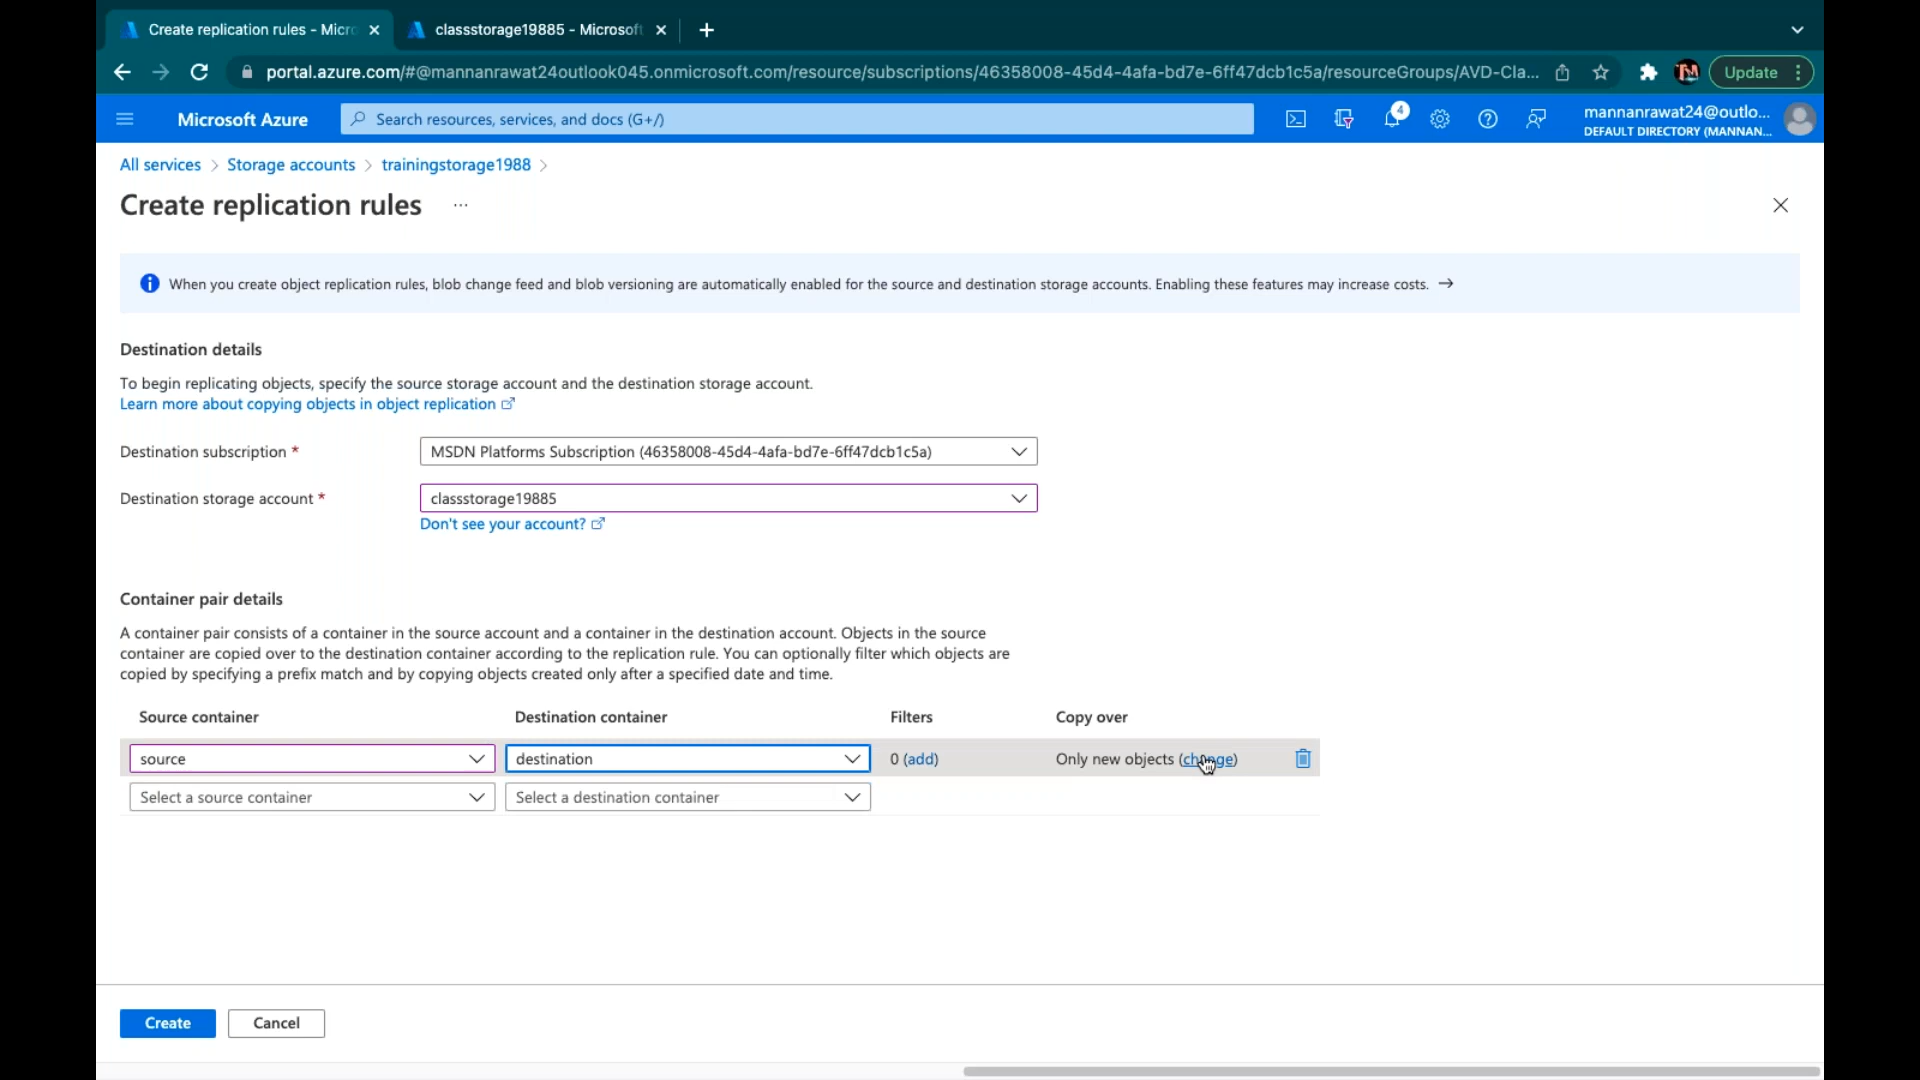 Create replication rules - Micro
classstorage19885 - Microsoft
portal.azure.com/#@mannanrawat24outlook045.onmicrosoft.com/resource/subscriptions/46358008-45d4-4afa-bd7e-6ff47dcb1c5a/resourceGroups/AVD-Cla...
Update
Microsoft Azure
Search resources, services, and docs (G+/)
4
mannanrawat24@outlo...
DEFAULT DIRECTORY (MANNAN...
All services > Storage accounts > trainingstorage1988 >
Create replication rules ...
When you create object replication rules, blob change feed and blob versioning are automatically enabled for the source and destination storage accounts. Enabling these features may increase costs. →
Destination details
To begin replicating objects, specify the source storage account and the destination storage account.
Learn more about copying objects in object replication
Destination subscription *
MSDN Platforms Subscription (46358008-45d4-4afa-bd7e-6ff47dcb1c5a)
Destination storage account *
classstorage19885
Don't see your account?
Container pair details
A container pair consists of a container in the source account and a container in the destination account. Objects in the source
container are copied over to the destination container according to the replication rule. You can optionally filter which objects are
copied by specifying a prefix match and by copying objects created only after a specified date and time.
Source container Destination container Filters Copy over
source destination 0 (add) Only new objects (change)
Select a source container Select a destination container
Create Cancel